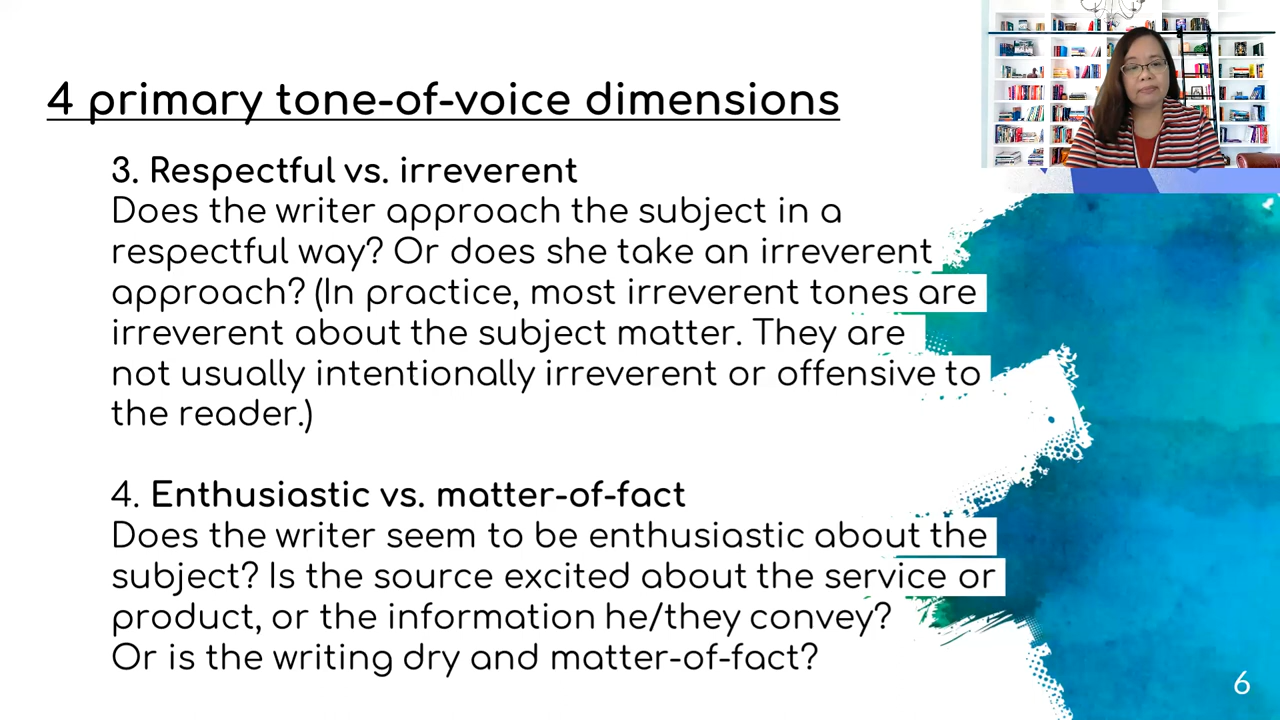 4 primary tone-of-voice dimensions
3. Respectful vs. irreverent
Does the writer approach the subject in a
respectful way? Or does she take an irreverent
approach? (In practice, most irreverent tones are
irreverent about the subject matter. They are
not usually intentionally irreverent or offensive to
the reader.)
4. Enthusiastic vs. matter-of-fact
Does the writer seem to be enthusiastic about the
subject? Is the source excited about the service or
product, or the information he/they convey?
Or is the writing dry and matter-of-fact?
6